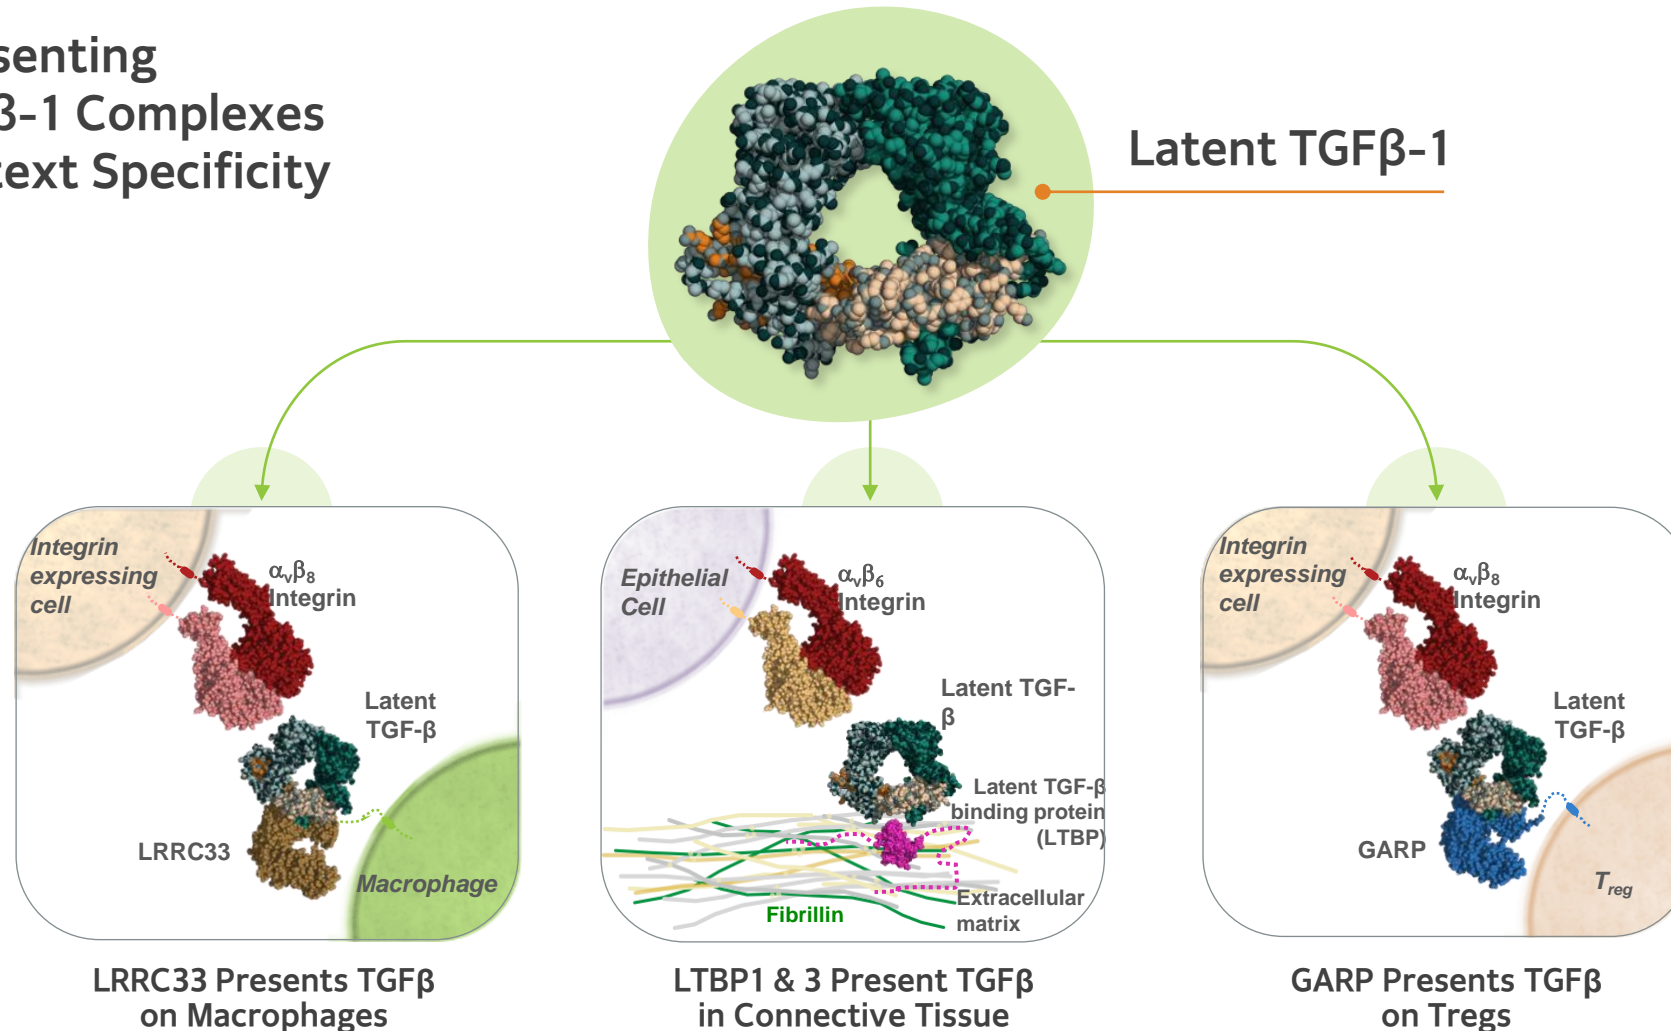 senting
β-1 Complexes
text Specificity
Latent TGFβ-1
Integrin
expressing
cell
αvβ8
Integrin
Latent
TGF-β
LRRC33
Macrophage
LRRC33 Presents TGFβ
on Macrophages
Epithelial
Cell
αvβ6
Integrin
Latent TGF-
β
Latent TGF-β
binding protein
(LTBP)
Fibrillin
Extracellular
matrix
LTBP1 & 3 Present TGFβ
in Connective Tissue
Integrin
expressing
cell
αvβ8
Integrin
Latent
TGF-β
GARP
Treg
GARP Presents TGFβ
on Tregs